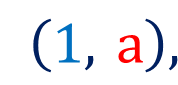 (1, a),